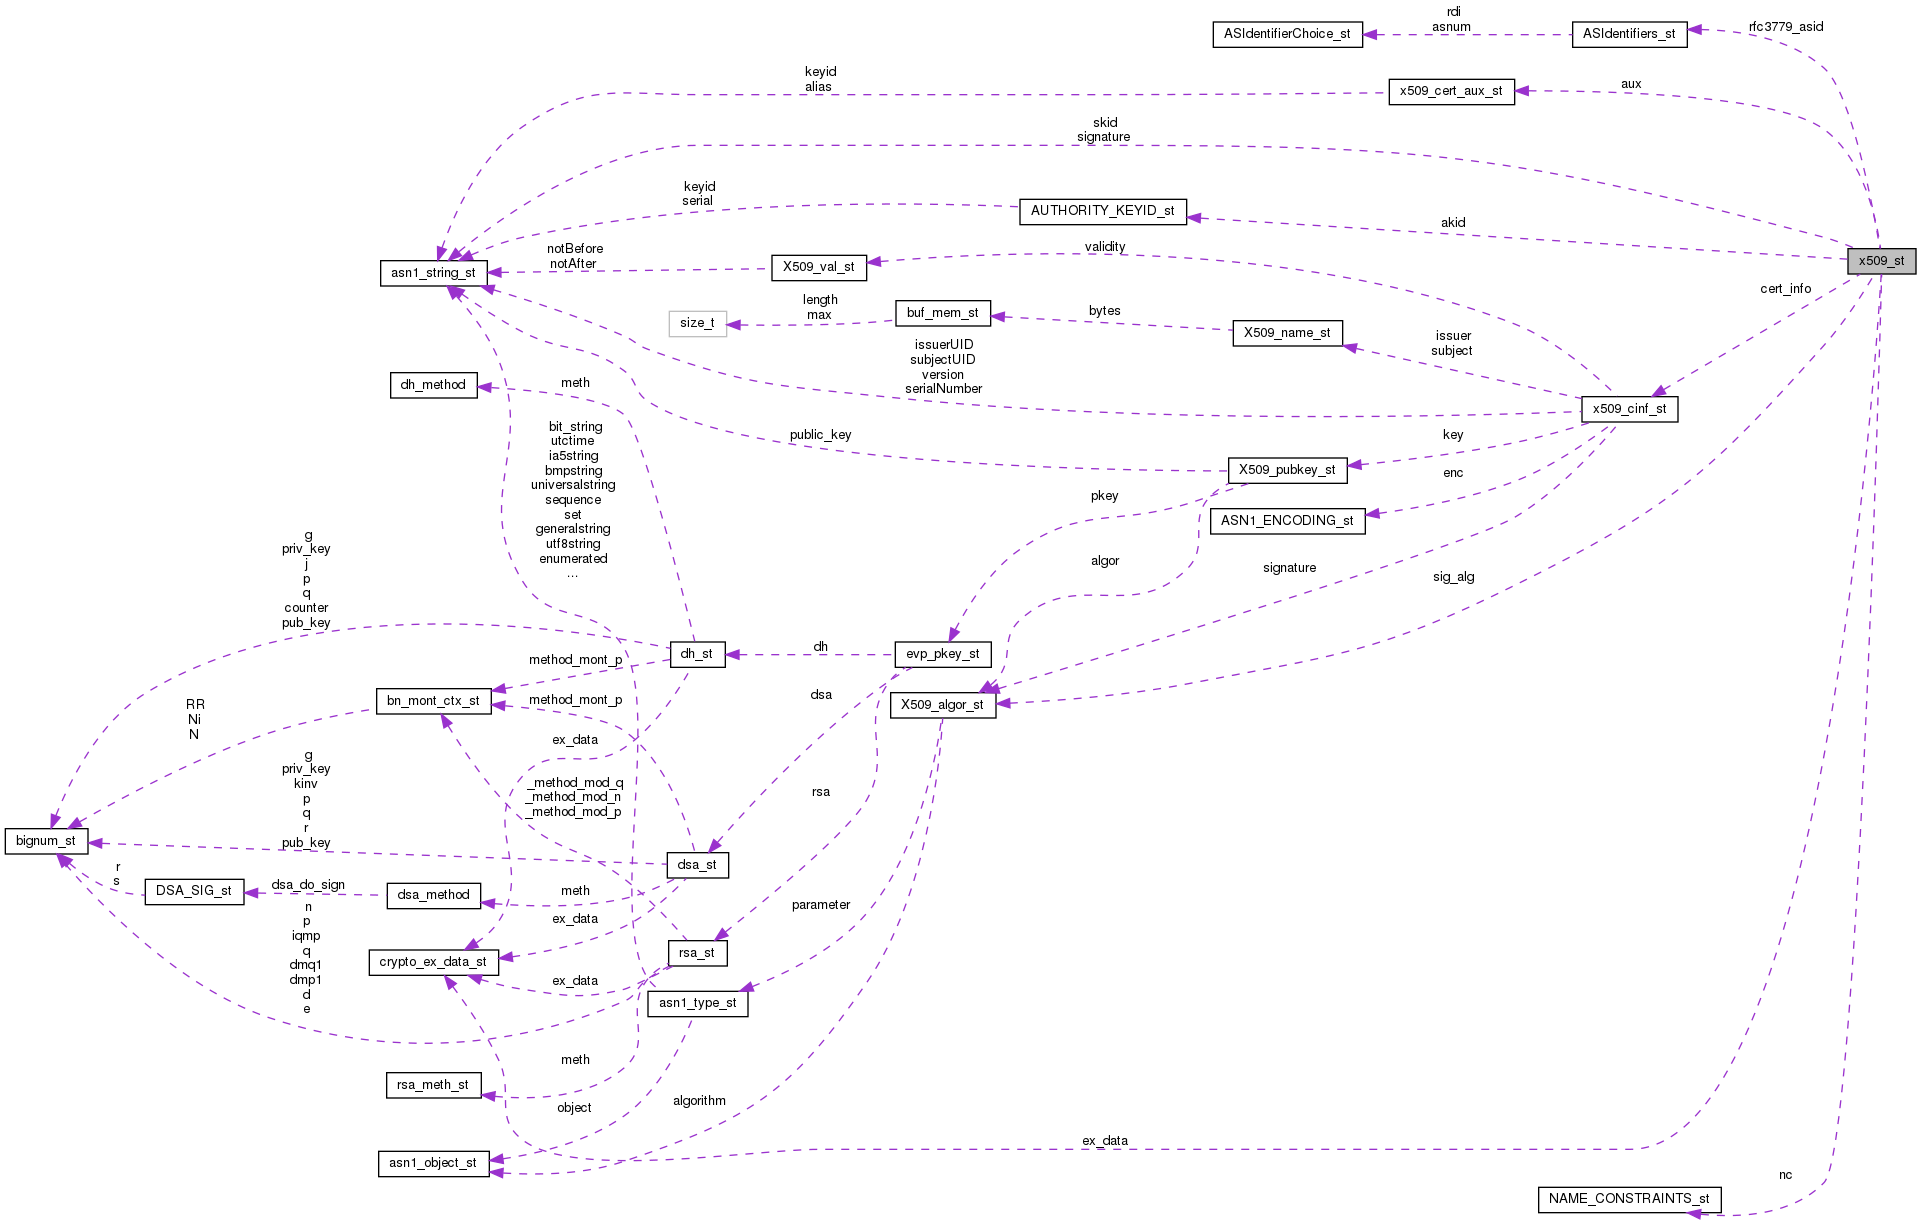 rdi
asnum
rfc3779_asid
ASIdentifierChoice_st
ASIdentifiers_st
keyid
alias
x509_cert_aux_st
aux
skid
signature
keyid
serial
AUTHORITY_KEYID_st
akid
notBefore
notAfter
validity
asn1_string_st
X509_val_st
x509_st
cert_info
length
max
size_t
buf_mem_st
bytes
X509_name_st
issuer
subject
issuerUID
subjectUID
version
serialNumber
dh_method
meth
x509_cinf_st
bit_string
utctime
ia5string
bmpstring
universalstring
sequence
set
generalstring
utf8string
enumerated
...
public_key
key
X509_pubkey_st
enc
pkey
ASN1_ENCODING_st
algor
signature
sig_alg
g
priv_key
j
p
q
counter
pub_key
dh_st
dh
evp_pkey_st
method_mont_p
bn_mont_ctx_st
method_mont_p
dsa
X509_algor_st
RR
Ni
N
ex_data
g
priv_key
kinv
p
q
r
pub_key
_method_mod_q
_method_mod_n
_method_mod_p
rsa
bignum_st
dsa_st
r
s
DSA_SIG_st
dsa_do_sign
dsa_method
meth
ex_data
parameter
n
p
iqmp
q
dmq1
dmp1
d
e
crypto_ex_data_st
rsa_st
ex_data
asn1_type_st
meth
rsa_meth_st
object
algorithm
asn1_object_st
ex_data
nc
NAME_CONSTRAINTS_st